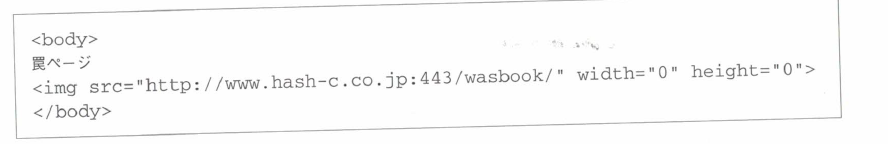 <body>
罠ページ
<img src="http://www.hash-c.co.jp:443/wasbook/" width="0" height="0">
</body>